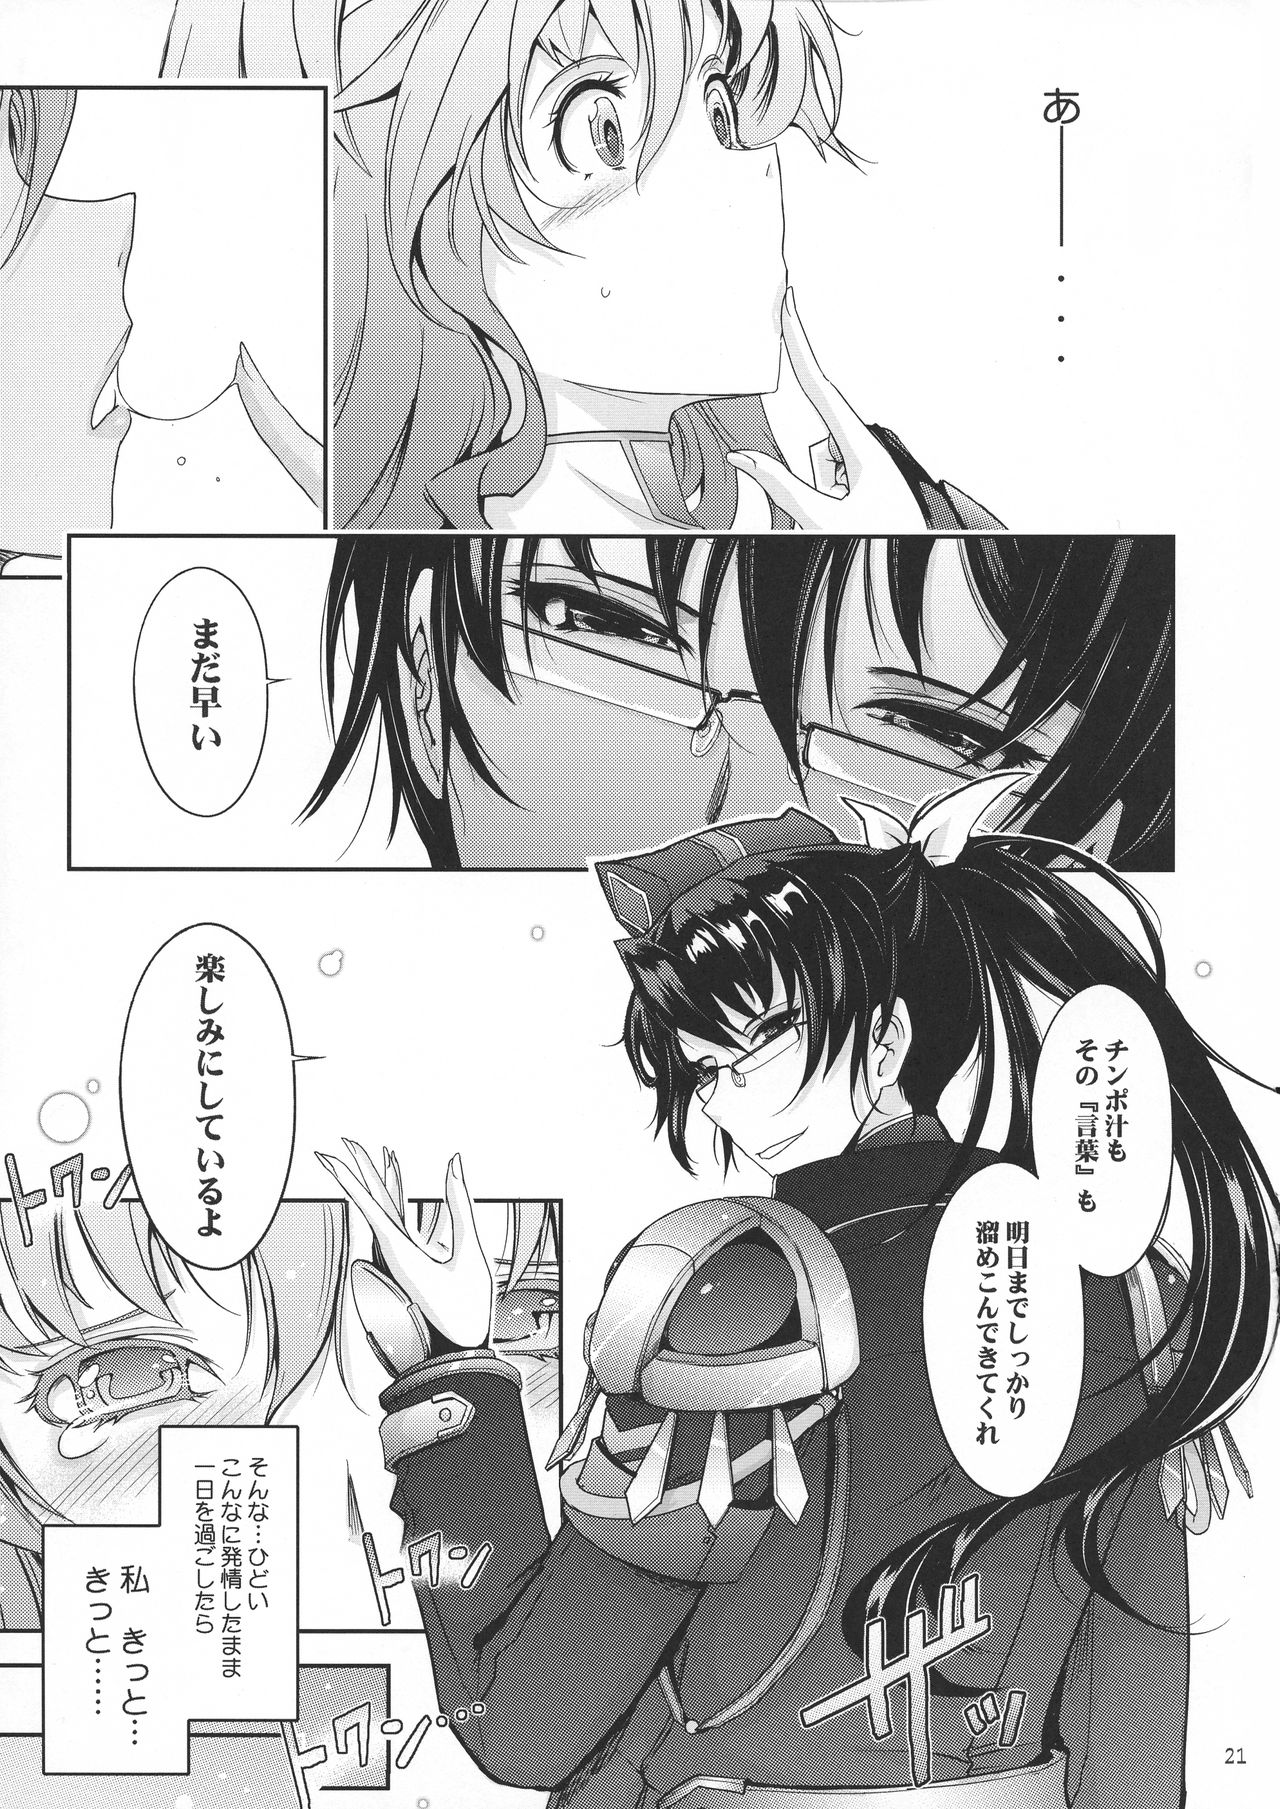 あー・・・
まだ早い
チンポ汁も
その『言葉』も
明日までしっかり
溜めこんできてくれ
楽しみにしているよ
トクン
そんな…ひどい
こんなに発情したまま
一日を過ごしたら
私 きっと…
きっと……
トクン
トクン…
ザッ
21